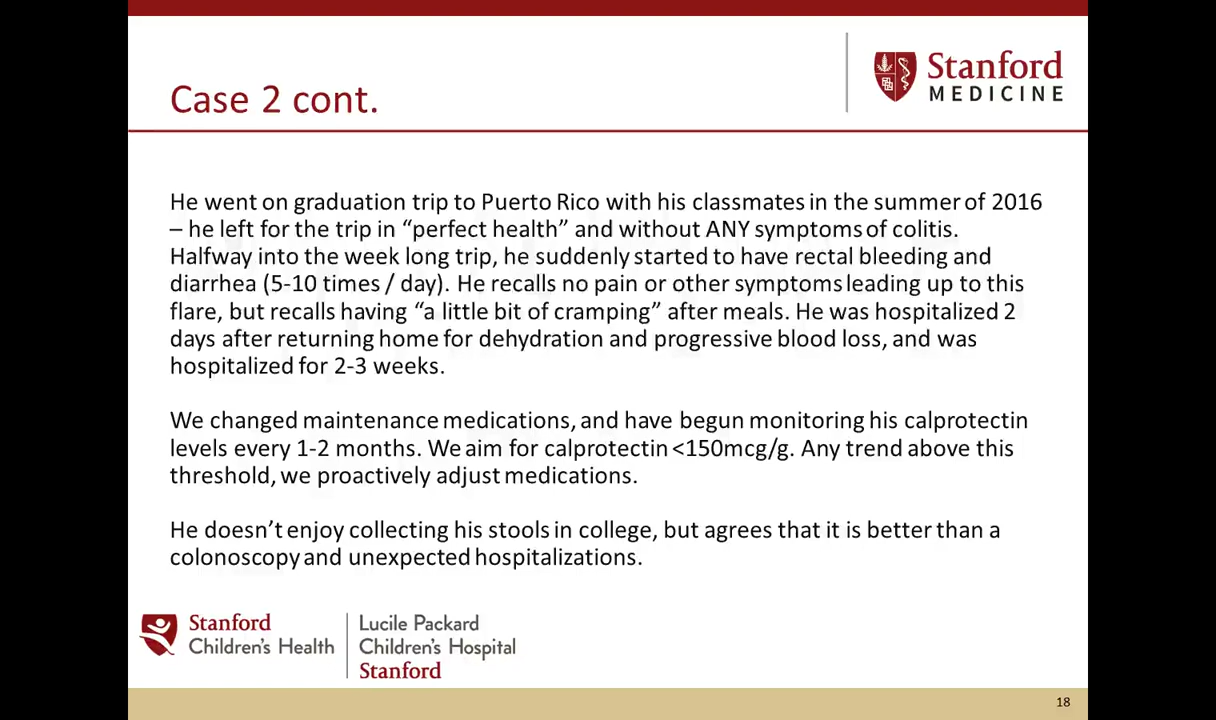 Case 2 cont.
Stanford
MEDICINE
He went on graduation trip to Puerto Rico with his classmates in the summer of 2016
– he left for the trip in “perfect health” and without ANY symptoms of colitis.
Halfway into the week long trip, he suddenly started to have rectal bleeding and
diarrhea (5-10 times / day). He recalls no pain or other symptoms leading up to this
flare, but recalls having “a little bit of cramping” after meals. He was hospitalized 2
days after returning home for dehydration and progressive blood loss, and was
hospitalized for 2-3 weeks.
We changed maintenance medications, and have begun monitoring his calprotectin
levels every 1-2 months. We aim for calprotectin <150mcg/g. Any trend above this
threshold, we proactively adjust medications.
He doesn’t enjoy collecting his stools in college, but agrees that it is better than a
colonoscopy and unexpected hospitalizations.
Stanford
Children’s Health
Lucile Packard
Children’s Hospital
Stanford
18